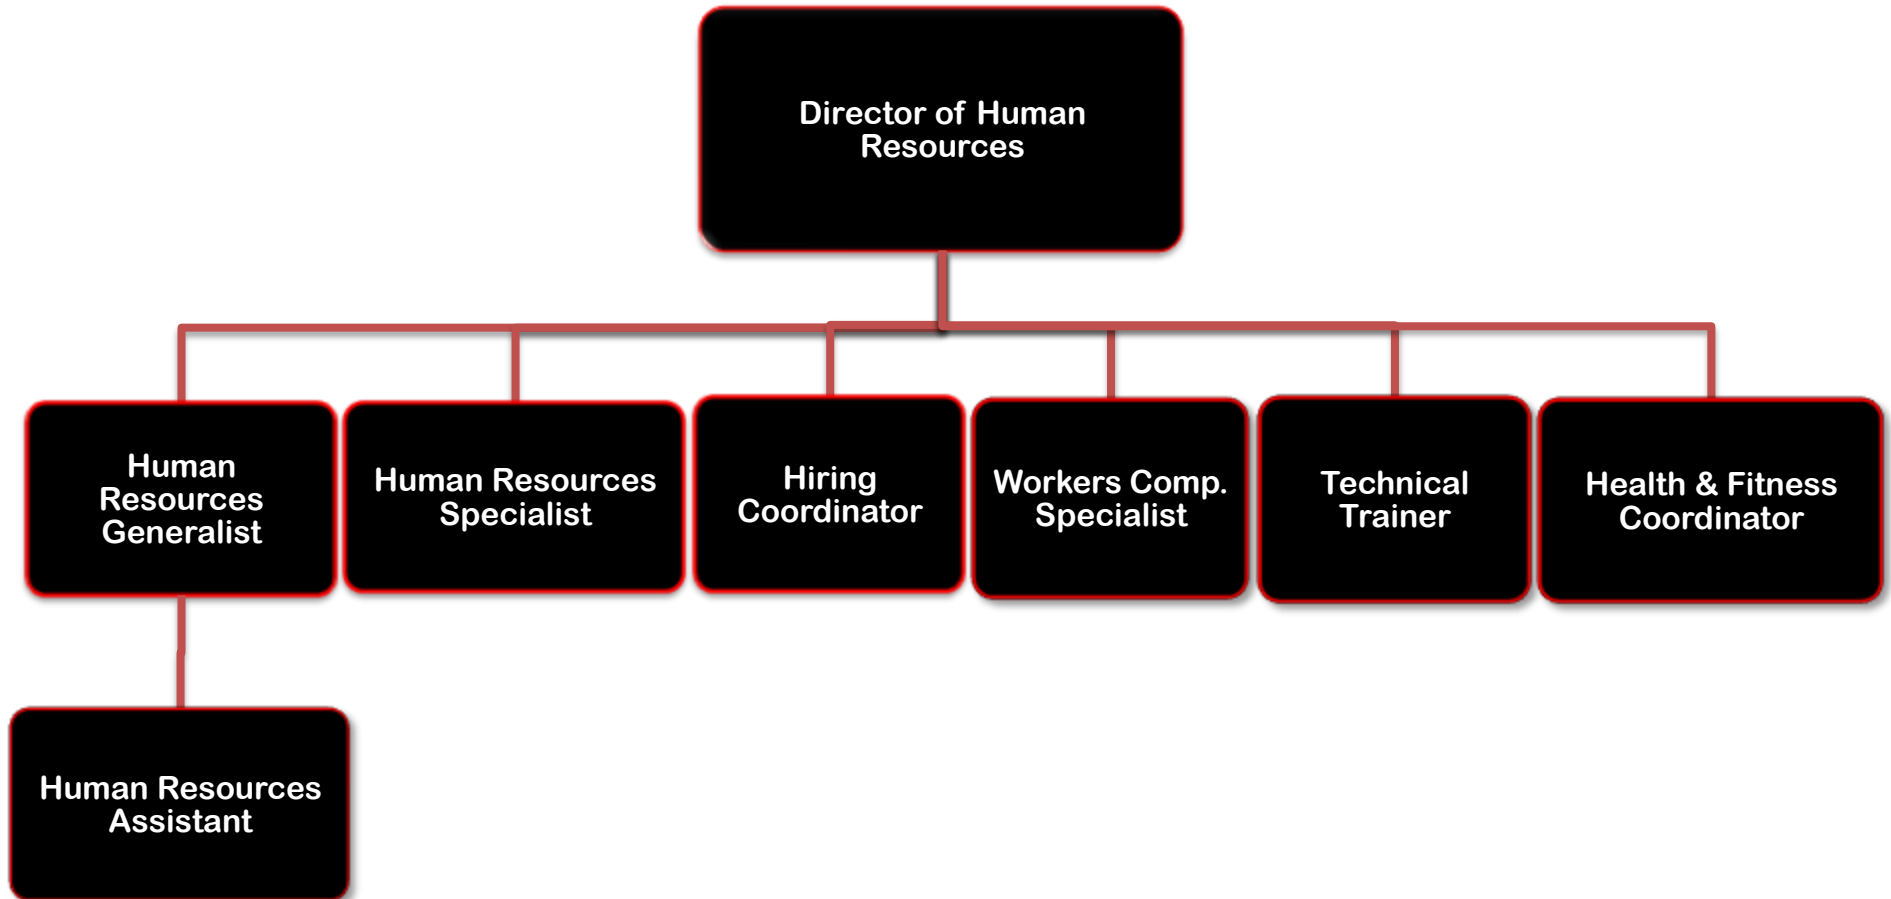 Director of Human
Resources
Human
Resources
Generalist
Human Resources
Specialist
Hiring
Coordinator
Workers Comp.
Specialist
Technical
Trainer
Health & Fitness
Coordinator
Human Resources
Assistant